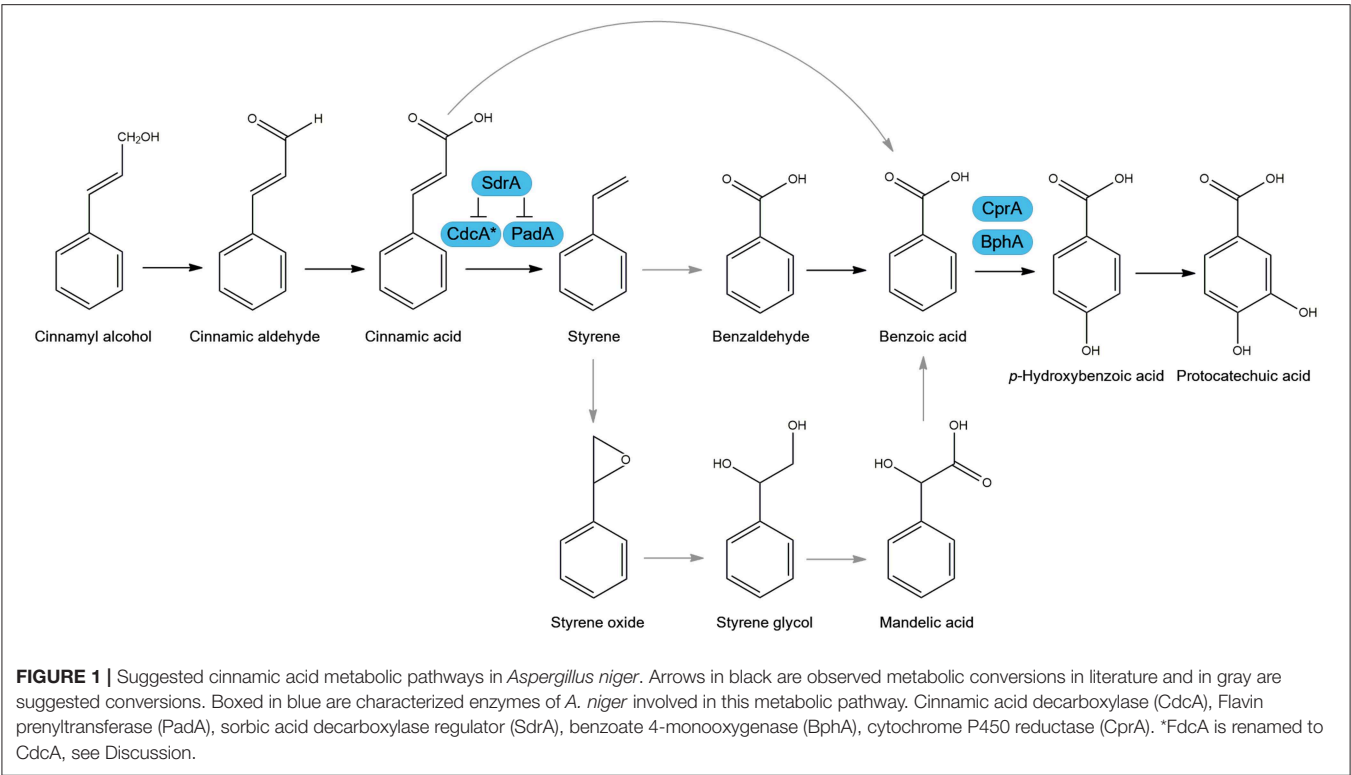 CH2OH
O
H
O
OH
SdrA
CdcA*
PadA
O
OH
O
OH
CprA
BphA
O
OH
OH
O
OH
OH
OH
Cinnamyl alcohol
Cinnamic aldehyde
Cinnamic acid
Styrene
Benzaldehyde
Benzoic acid
p-Hydroxybenzoic acid
Protocatechuic acid
O
HO
OH
HO
OH
O
Styrene oxide
Styrene glycol
Mandelic acid
FIGURE 1 | Suggested cinnamic acid metabolic pathways in Aspergillus niger. Arrows in black are observed metabolic conversions in literature and in gray are
suggested conversions. Boxed in blue are characterized enzymes of A. niger involved in this metabolic pathway. Cinnamic acid decarboxylase (CdcA), Flavin
prenyltransferase (PadA), sorbic acid decarboxylase regulator (SdrA), benzoate 4-monooxygenase (BphA), cytochrome P450 reductase (CprA). *FdcA is renamed to
CdcA, see Discussion.